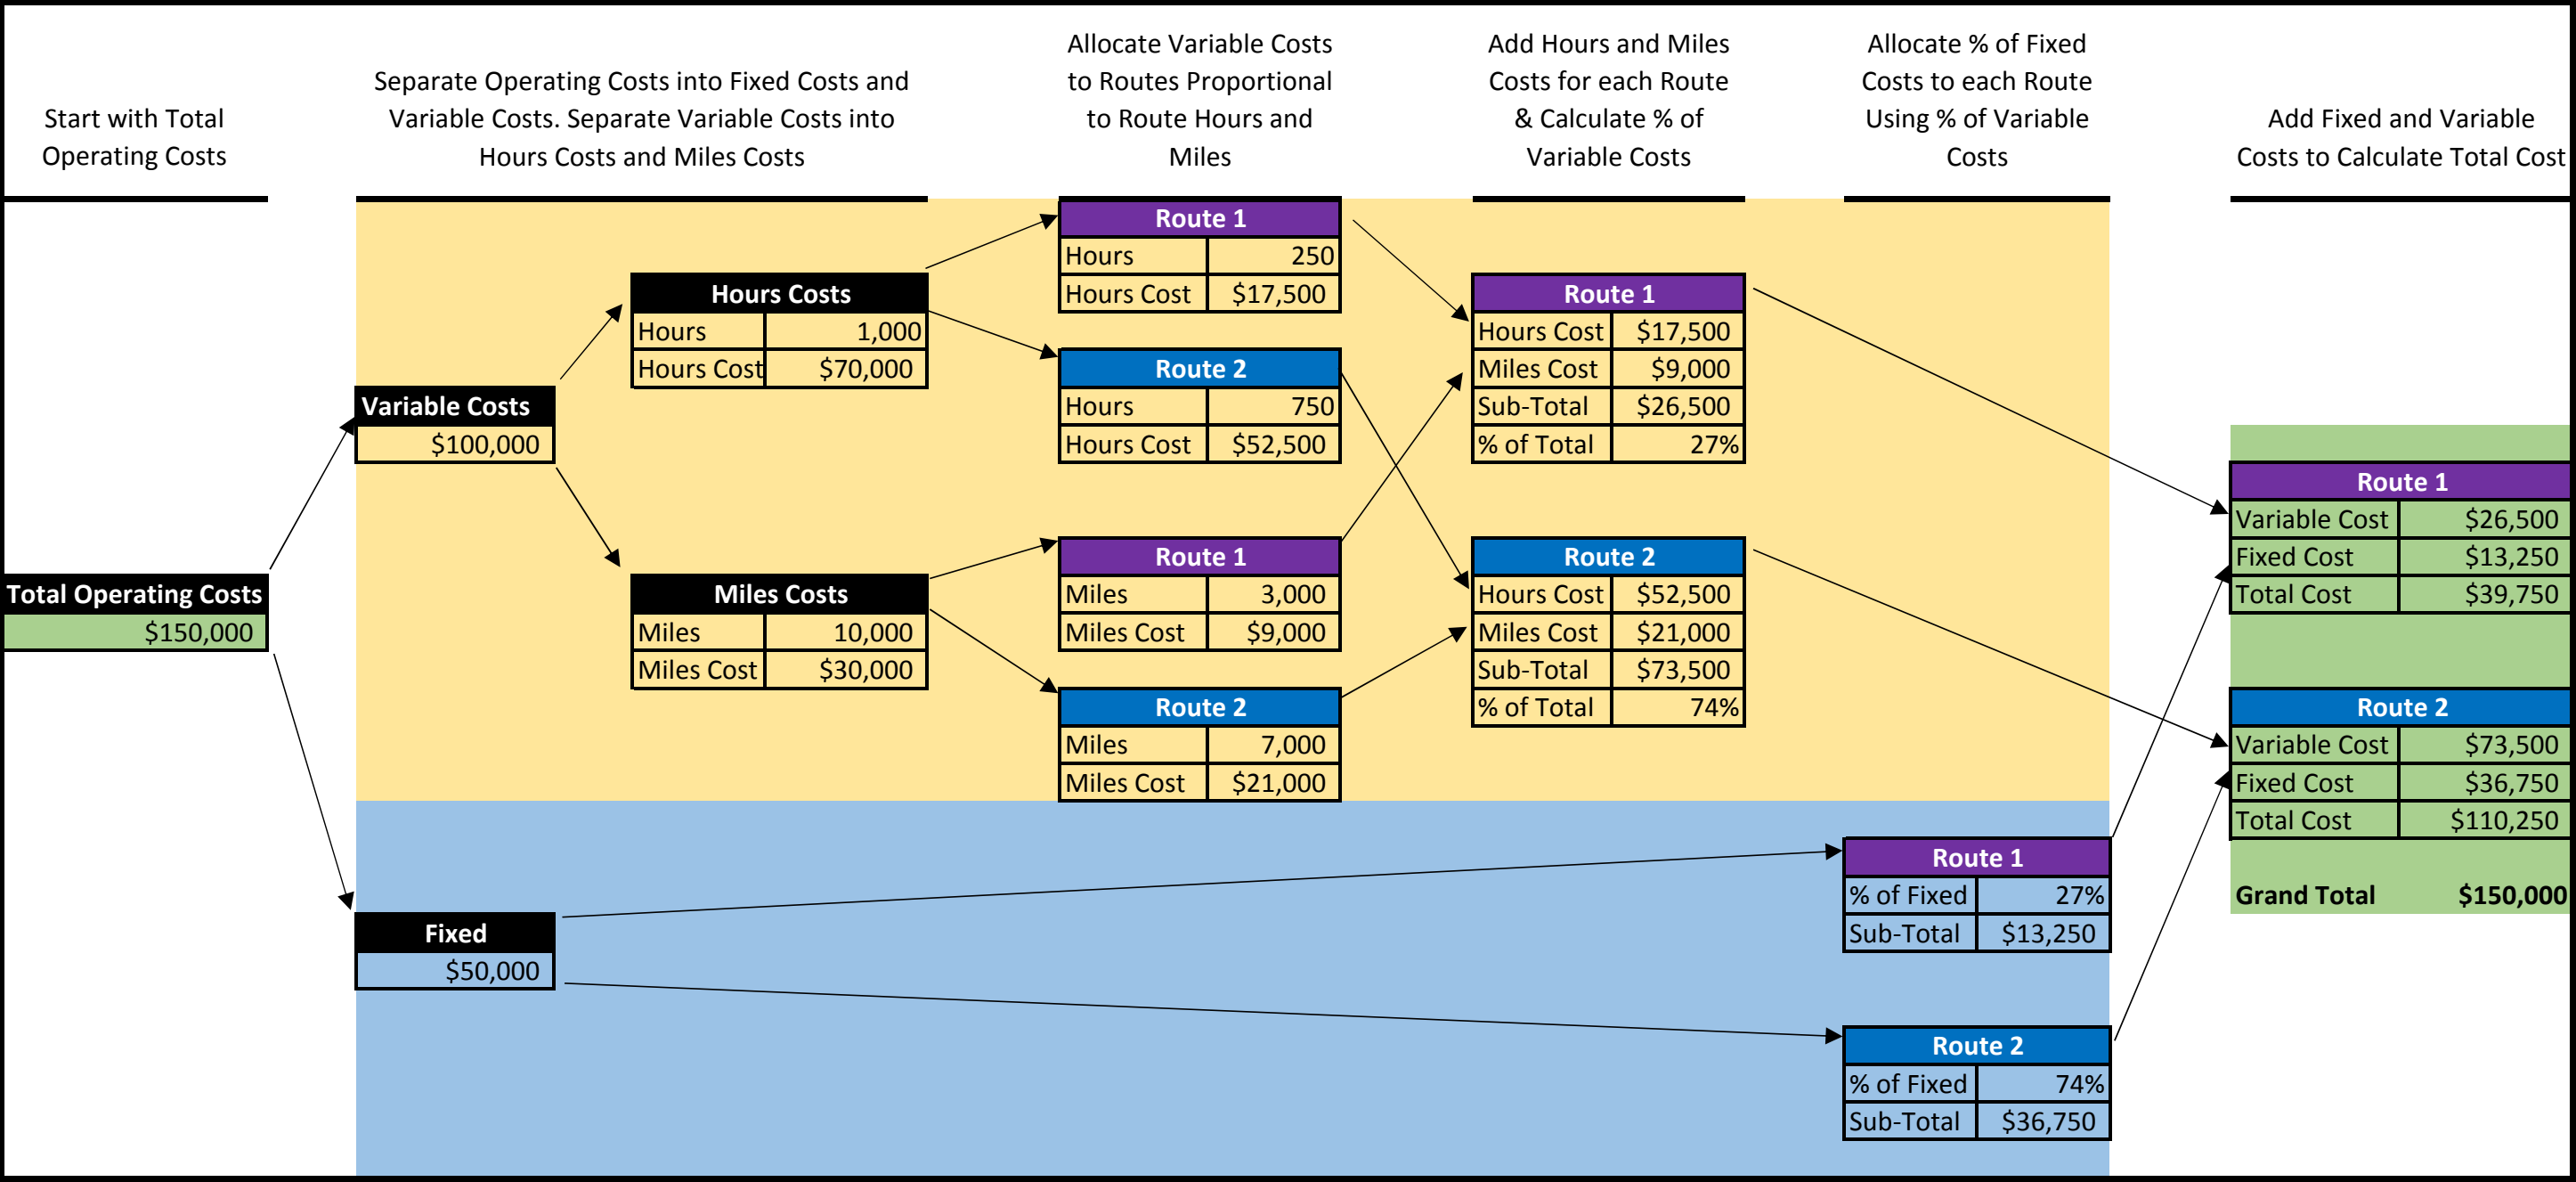 Start with Total
Operating Costs
Separate Operating Costs into Fixed Costs and
Variable Costs. Separate Variable Costs into
Hours Costs and Miles Costs
Allocate Variable Costs
to Routes Proportional
to Route Hours and
Miles
Add Hours and Miles
Costs for each Route
& Calculate % of
Variable Costs
Allocate % of Fixed
Costs to each Route
Using % of Variable
Costs
Add Fixed and Variable
Costs to Calculate Total Cost
Total Operating Costs
$150,000
Variable Costs
$100,000
Fixed
$50,000
Hours Costs
Hours 1,000
Hours Cost $70,000
Miles Costs
Miles 10,000
Miles Cost $30,000
Route 1
Hours 250
Hours Cost $17,500
Route 2
Hours 750
Hours Cost $52,500
Route 1
Miles 3,000
Miles Cost $9,000
Route 2
Miles 7,000
Miles Cost $21,000
Route 1
Hours Cost $17,500
Miles Cost $9,000
Sub-Total $26,500
% of Total 27%
Route 2
Hours Cost $52,500
Miles Cost $21,000
Sub-Total $73,500
% of Total 74%
Route 1
% of Fixed 27%
Sub-Total $13,250
Route 2
% of Fixed 74%
Sub-Total $36,750
Route 1
Variable Cost $26,500
Fixed Cost $13,250
Total Cost $39,750
Route 2
Variable Cost $73,500
Fixed Cost $36,750
Total Cost $110,250
Grand Total $150,000